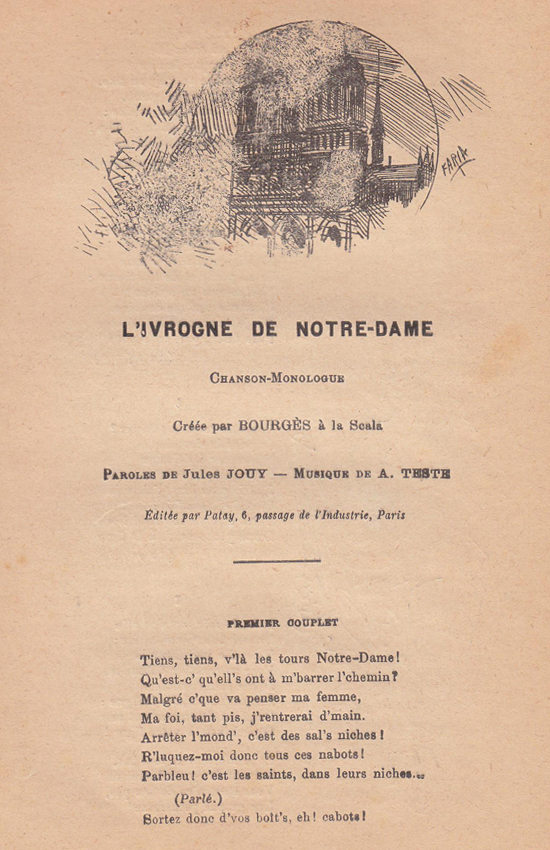 FARIA
L'IVROGNE DE NOTRE-DAME
CHANSON-MONOLOGUE
Créée par BOURGÈS à la Scala
PAROLES DE Jules JOUY — MUSIQUE DE A. TESTE
Éditée par Patay, 6, passage de l'Industrie, Paris
PREMIER COUPLET
Tiens, tiens, v'là les tours Notre-Dame!
Qu'est-c' qu'ell's ont à m'barrer l'chemin?
Malgré c'que va penser ma femme,
Ma foi, tant pis, j'rentrerai d'main.
Arrêter l'mond', c'est des sal's niches!
R'luquez-moi donc tous ces nabots!
Parbleu! c'est les saints, dans leurs niches...
(Parlé.)
Sortez donc d'vos boît's, eh! cabots!